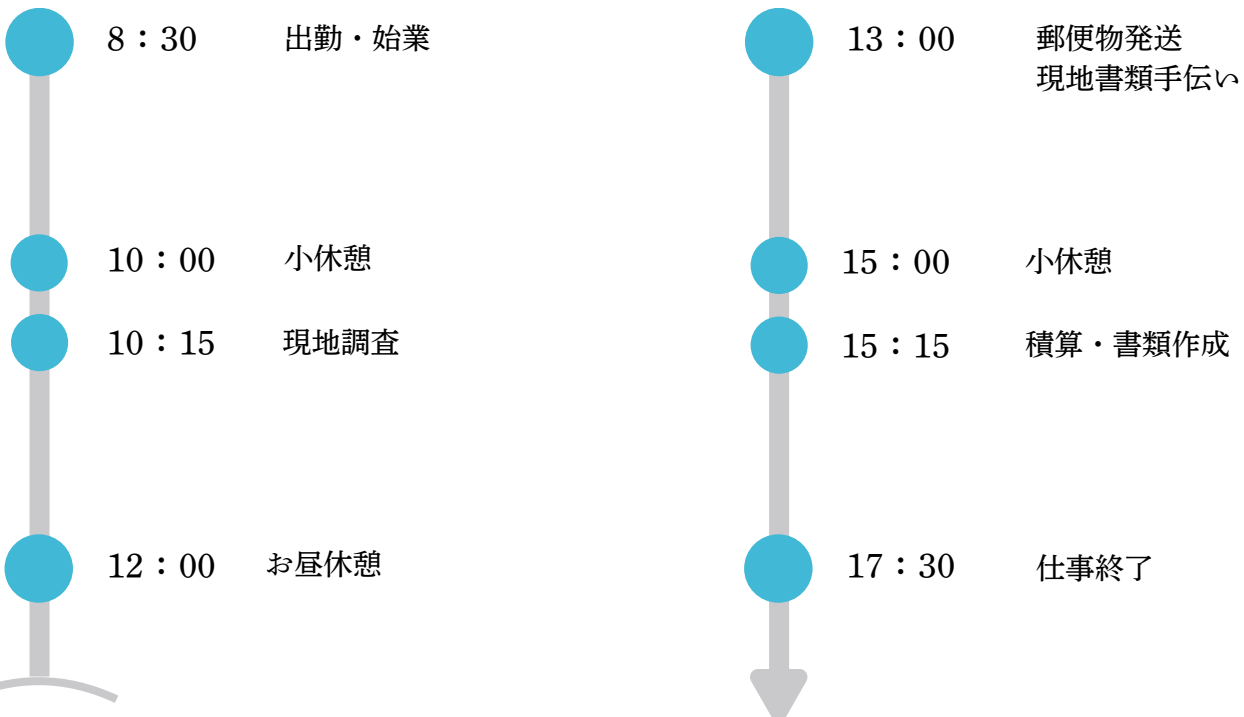 8：30 出勤・始業
10：00 小休憩
10：15 現地調査
12：00 お昼休憩
13：00 郵便物発送
現地書類手伝い
15：00 小休憩
15：15 積算・書類作成
17：30 仕事終了